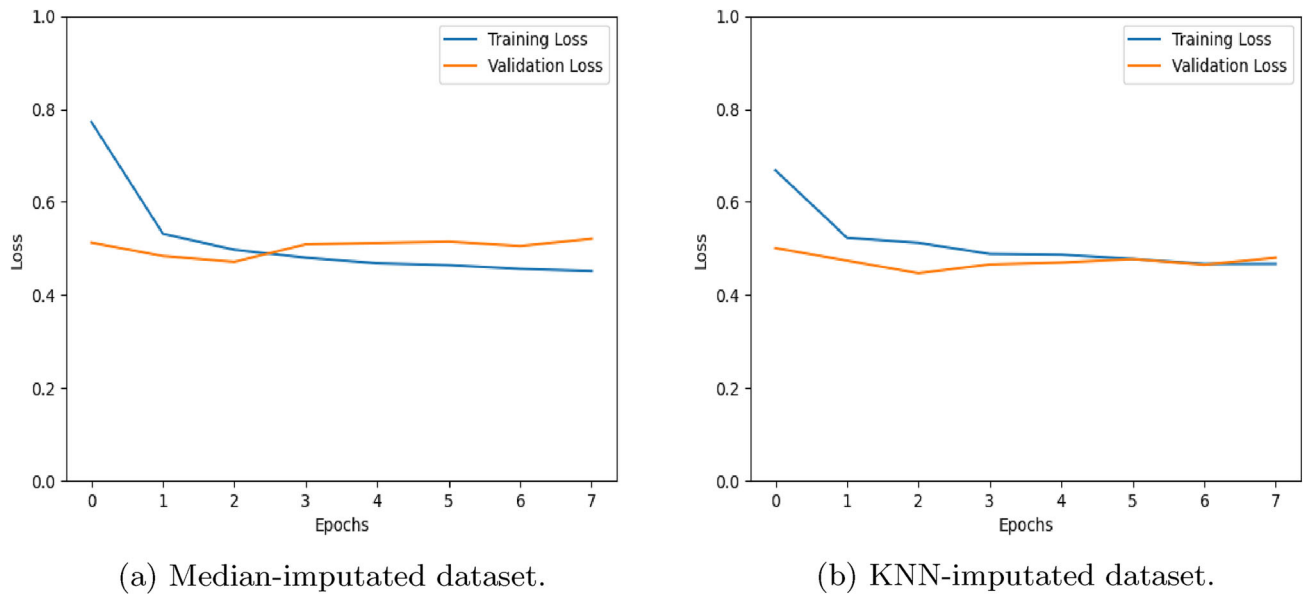 1.0
0.8
0.6
0.4
0.2
0.0
Loss
Training Loss
Validation Loss
0 1 2 3 4 5 6 7
Epochs
(a) Median-imputated dataset.
1.0
0.8
0.6
0.4
0.2
0.0
Loss
Training Loss
Validation Loss
0 1 2 3 4 5 6 7
Epochs
(b) KNN-imputated dataset.